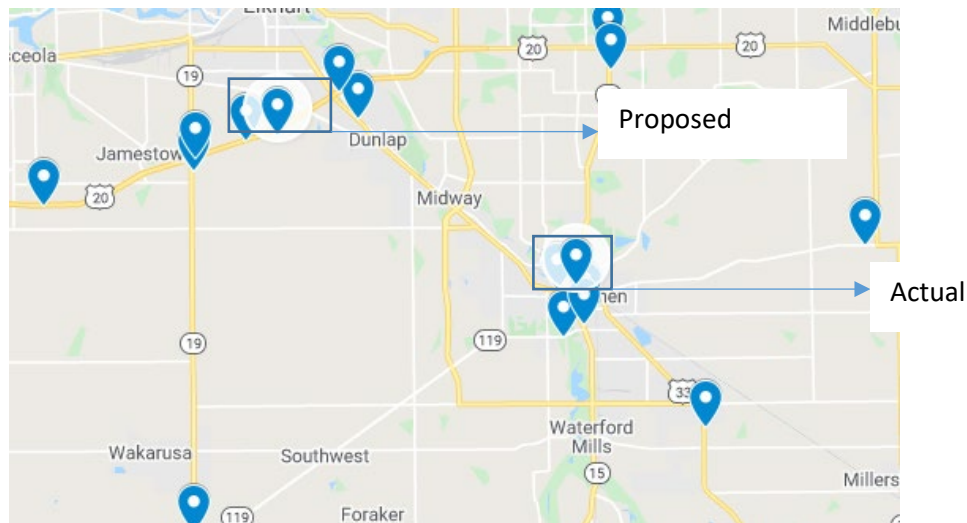 Elkhart
Middlebu
20
20
sceola
19
Proposed
Dunlap
Jamestow
20
Midway
Actual
hen
119
19
33
Waterford
Mills
Wakarusa
Southwest
15
Millers
119
Foraker